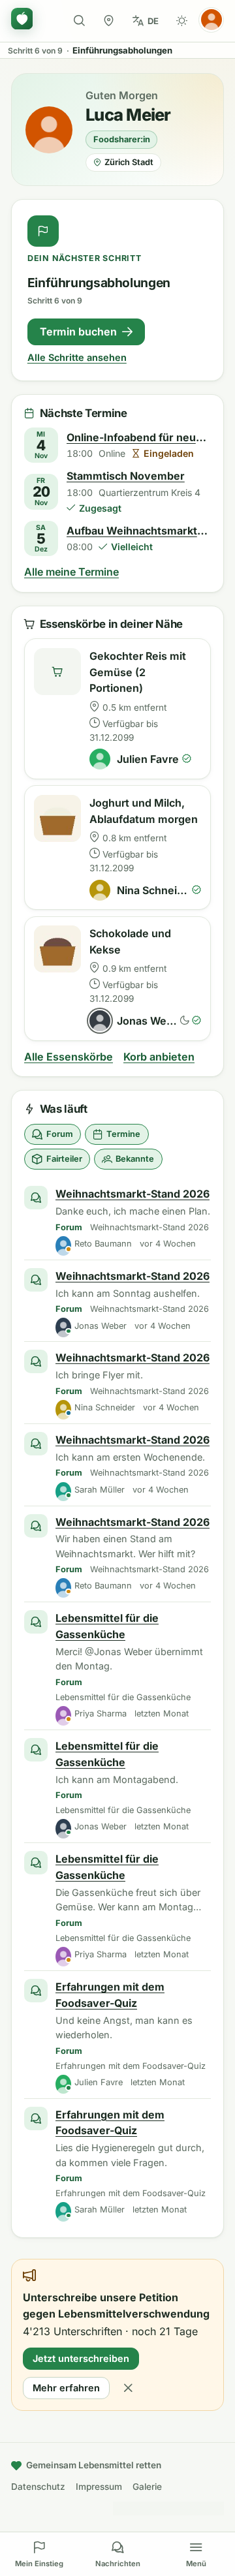 DE
Schritt 6 von 9 · Einführungsabholungen
Guten Morgen
Luca Meier
Foodsharer:in
Zürich Stadt
DEIN NÄCHSTER SCHRITT
Einführungsabholungen
Schritt 6 von 9
Termin buchen
Alle Schritte ansehen
Nächste Termine
MI
4
Nov
Online-Infoabend für neu…
18:00 Online Eingeladen
FR
20
Nov
Stammtisch November
18:00 Quartierzentrum Kreis 4
Zugesagt
SA
5
Dez
Aufbau Weihnachtsmarkt…
08:00 Vielleicht
Alle meine Termine
Essenskörbe in deiner Nähe
Gekochter Reis mit
Gemüse (2
Portionen)
0.5 km entfernt
Verfügbar bis
31.12.2099
Julien Favre
Joghurt und Milch,
Ablaufdatum morgen
0.8 km entfernt
Verfügbar bis
31.12.2099
Nina Schnei…
Schokolade und
Kekse
0.9 km entfernt
Verfügbar bis
31.12.2099
Jonas We…
Alle Essenskörbe Korb anbieten
Was läuft
Forum Termine
Fairteiler Bekannte
Weihnachtsmarkt-Stand 2026
Danke euch, ich mache einen Plan.
Forum Weihnachtsmarkt-Stand 2026
Reto Baumann vor 4 Wochen
Weihnachtsmarkt-Stand 2026
Ich kann am Sonntag aushelfen.
Forum Weihnachtsmarkt-Stand 2026
Jonas Weber vor 4 Wochen
Weihnachtsmarkt-Stand 2026
Ich bringe Flyer mit.
Forum Weihnachtsmarkt-Stand 2026
Nina Schneider vor 4 Wochen
Weihnachtsmarkt-Stand 2026
Ich kann am ersten Wochenende.
Forum Weihnachtsmarkt-Stand 2026
Sarah Müller vor 4 Wochen
Weihnachtsmarkt-Stand 2026
Wir haben einen Stand am
Weihnachtsmarkt. Wer hilft mit?
Forum Weihnachtsmarkt-Stand 2026
Reto Baumann vor 4 Wochen
Lebensmittel für die
Gassenküche
Merci! @Jonas Weber übernimmt
den Montag.
Forum
Lebensmittel für die Gassenküche
Priya Sharma letzten Monat
Lebensmittel für die
Gassenküche
Ich kann am Montagabend.
Forum
Lebensmittel für die Gassenküche
Jonas Weber letzten Monat
Lebensmittel für die
Gassenküche
Die Gassenküche freut sich über
Gemüse. Wer kann am Montag…
Forum
Lebensmittel für die Gassenküche
Priya Sharma letzten Monat
Erfahrungen mit dem
Foodsaver-Quiz
Und keine Angst, man kann es
wiederholen.
Forum
Erfahrungen mit dem Foodsaver-Quiz
Julien Favre letzten Monat
Erfahrungen mit dem
Foodsaver-Quiz
Lies die Hygieneregeln gut durch,
da kommen viele Fragen.
Forum
Erfahrungen mit dem Foodsaver-Quiz
Sarah Müller letzten Monat
Unterschreibe unsere Petition
gegen Lebensmittelverschwendung
4'213 Unterschriften · noch 21 Tage
Jetzt unterschreiben
Mehr erfahren
Gemeinsam Lebensmittel retten
Datenschutz Impressum Galerie
Mein Einstieg Nachrichten Menü